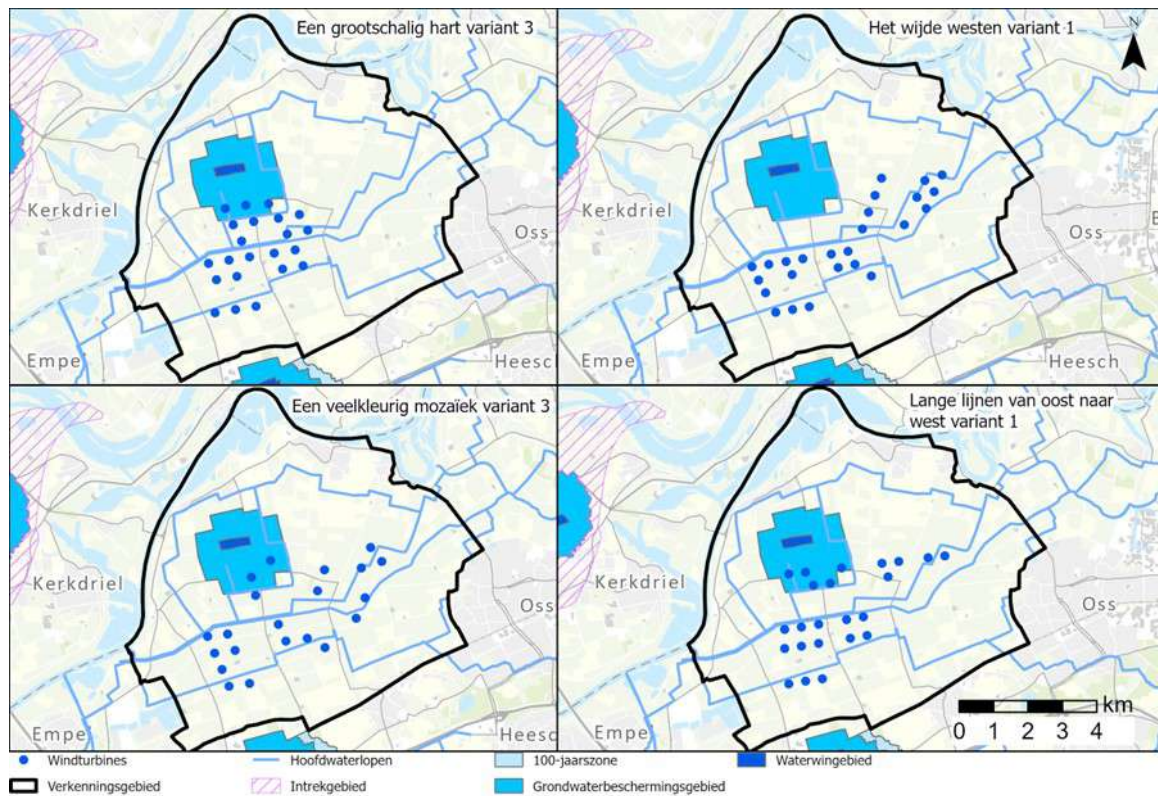 Een grootschalig hart variant 3
Kerkdriel
Oss
Empe
Heesch
Het wijde westen variant 1
N
Kerkdriel
Oss
B
Empe
Heesch
Een veelkleurig mozaïek variant 3
Kerkdriel
Oss
Empe
Heesch
Lange lijnen van oost naar
west variant 1
Kerkdriel
Oss
Empe
km
0 1 2 3 4
Windturbines
Hoofdwaterlopen
100-jaarszone
Waterwingebied
Verkenningsgebied
Intrekgebied
Grondwaterbeschermingsgebied